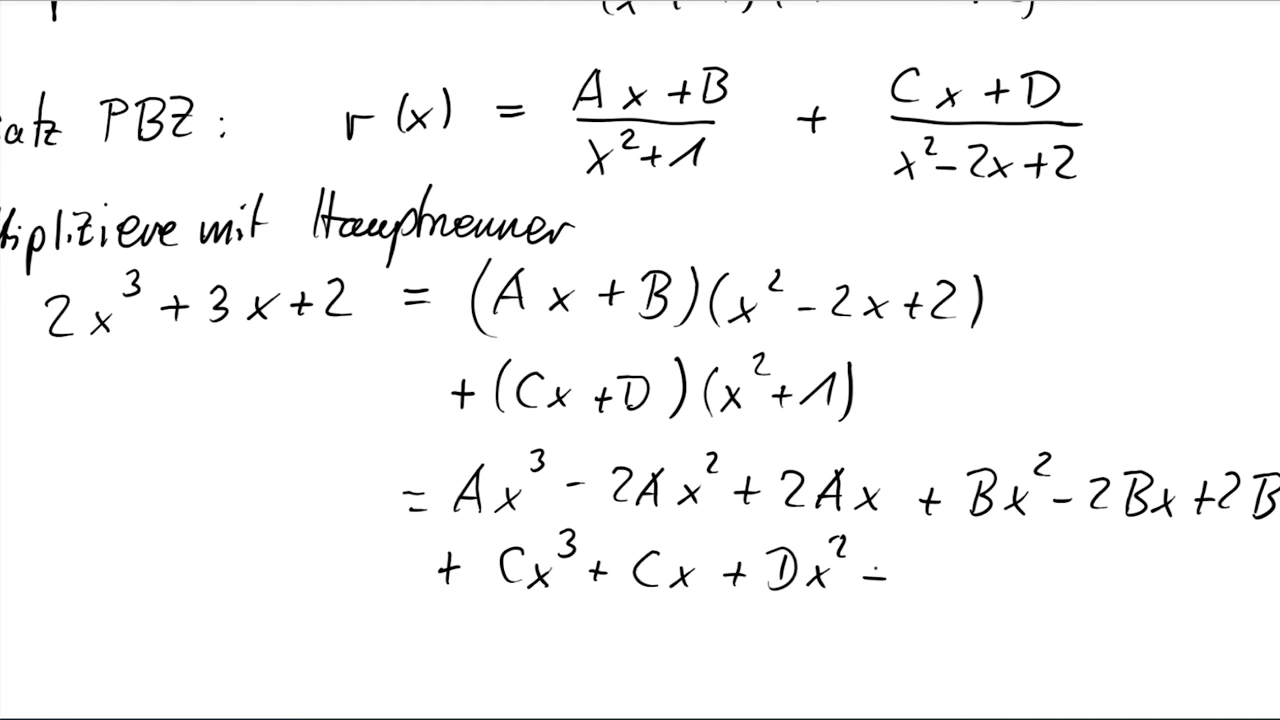 atz PBZ: r(x) = (Ax+B)/(x²+1) + (Cx+D)/(x²-2x+2)
tipliziere mit Hauptnenner
2x³+3x+2 = (Ax+B)(x²-2x+2)
+(Cx+D)(x²+1)
= Ax³-2Ax²+2Ax+Bx²-2Bx+2B
+ Cx³+Cx+Dx²